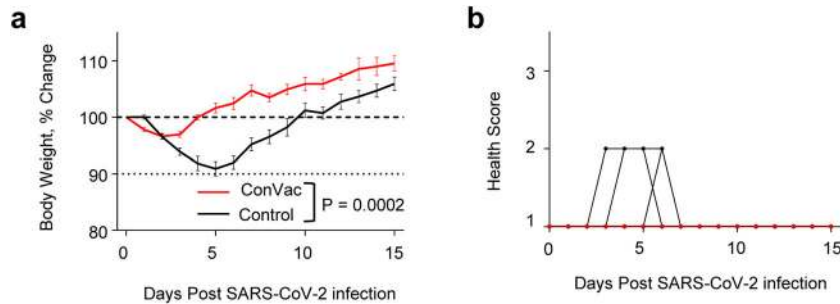 a
b
Body Weight, % Change
110
100
90
80
ConVac
Control
P = 0.0002
0
5
10
15
Days Post SARS-CoV-2 infection
Health Score
3
2
1
0
5
10
15
Days Post SARS-CoV-2 infection